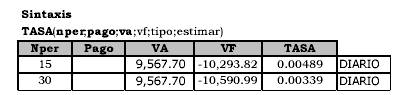 Sintaxis
TASA(nper;pago;va;vf;tipo;estimar)
Nper Pago VA VF TASA
15 9,567.70 -10,293.82 0.00489 DIARIO
30 9,567.70 -10,590.99 0.00339 DIARIO